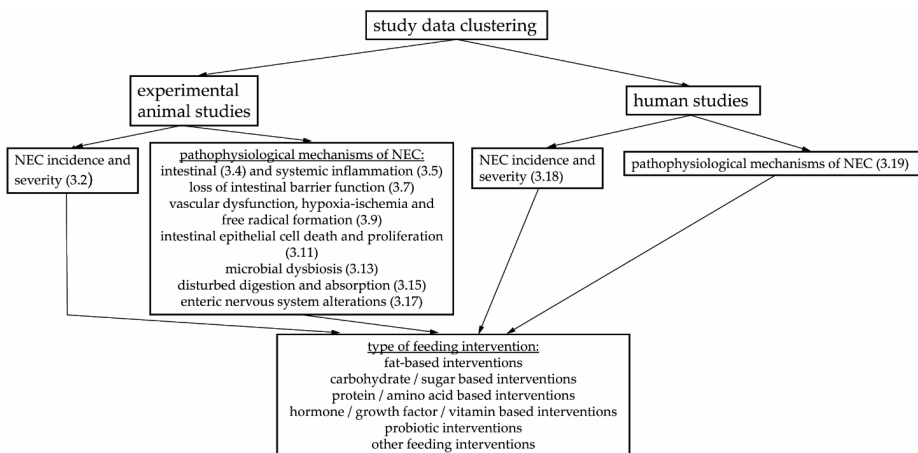 study data clustering
experimental
animal studies
human studies
NEC incidence and
severity (3.2)
pathophysiological mechanisms of NEC:
intestinal (3.4) and systemic inflammation (3.5)
loss of intestinal barrier function (3.7)
vascular dysfunction, hypoxia-ischemia and
free radical formation (3.9)
intestinal epithelial cell death and proliferation
(3.11)
microbial dysbiosis (3.13)
disturbed digestion and absorption (3.15)
enteric nervous system alterations (3.17)
NEC incidence and
severity (3.18)
pathophysiological mechanisms of NEC (3.19)
type of feeding intervention:
fat-based interventions
carbohydrate / sugar based interventions
protein / amino acid based interventions
hormone / growth factor / vitamin based interventions
probiotic interventions
other feeding interventions